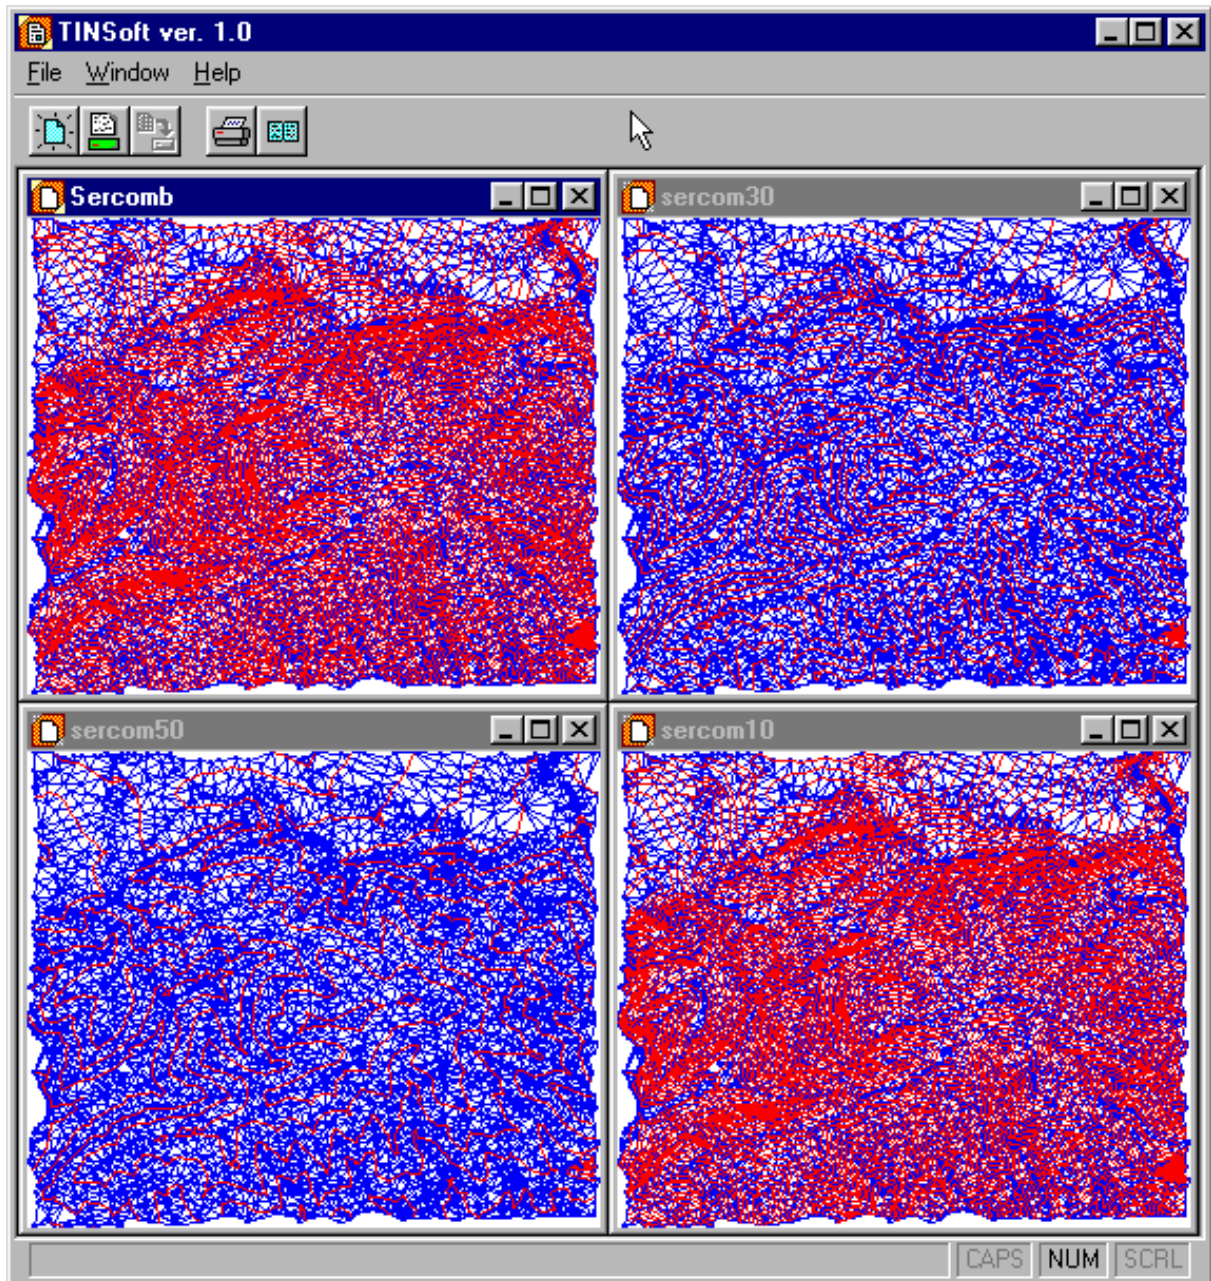 TINSoft ver. 1.0
File Window Help
Sercomb
sercom30
sercom50
sercom10
CAPS NUM SCRL